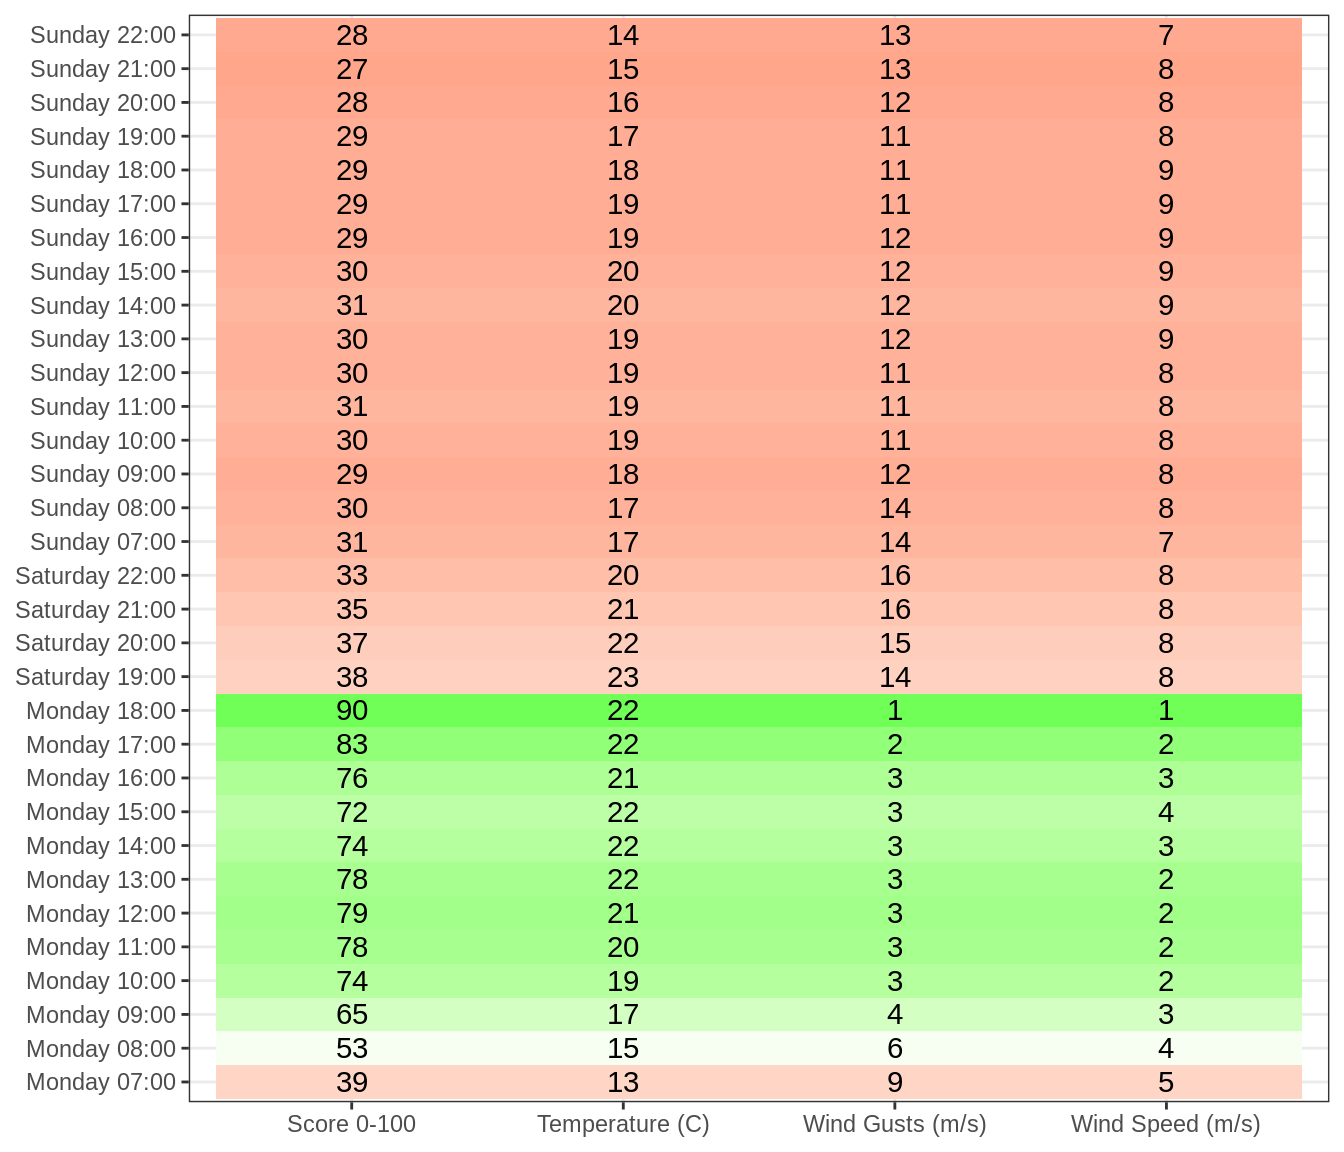 Sunday 22:00 28 14 13 7
Sunday 21:00 27 15 13 8
Sunday 20:00 28 16 12 8
Sunday 19:00 29 17 11 8
Sunday 18:00 29 18 11 9
Sunday 17:00 29 19 11 9
Sunday 16:00 29 19 12 9
Sunday 15:00 30 20 12 9
Sunday 14:00 31 20 12 9
Sunday 13:00 30 19 12 9
Sunday 12:00 30 19 11 8
Sunday 11:00 31 19 11 8
Sunday 10:00 30 19 11 8
Sunday 09:00 29 18 12 8
Sunday 08:00 30 17 14 8
Sunday 07:00 31 17 14 7
Saturday 22:00 33 20 16 8
Saturday 21:00 35 21 16 8
Saturday 20:00 37 22 15 8
Saturday 19:00 38 23 14 8
Monday 18:00 90 22 1 1
Monday 17:00 83 22 2 2
Monday 16:00 76 21 3 3
Monday 15:00 72 22 3 4
Monday 14:00 74 22 3 3
Monday 13:00 78 22 3 2
Monday 12:00 79 21 3 2
Monday 11:00 78 20 3 2
Monday 10:00 74 19 3 2
Monday 09:00 65 17 4 3
Monday 08:00 53 15 6 4
Monday 07:00 39 13 9 5
Score 0-100 Temperature (C) Wind Gusts (m/s) Wind Speed (m/s)